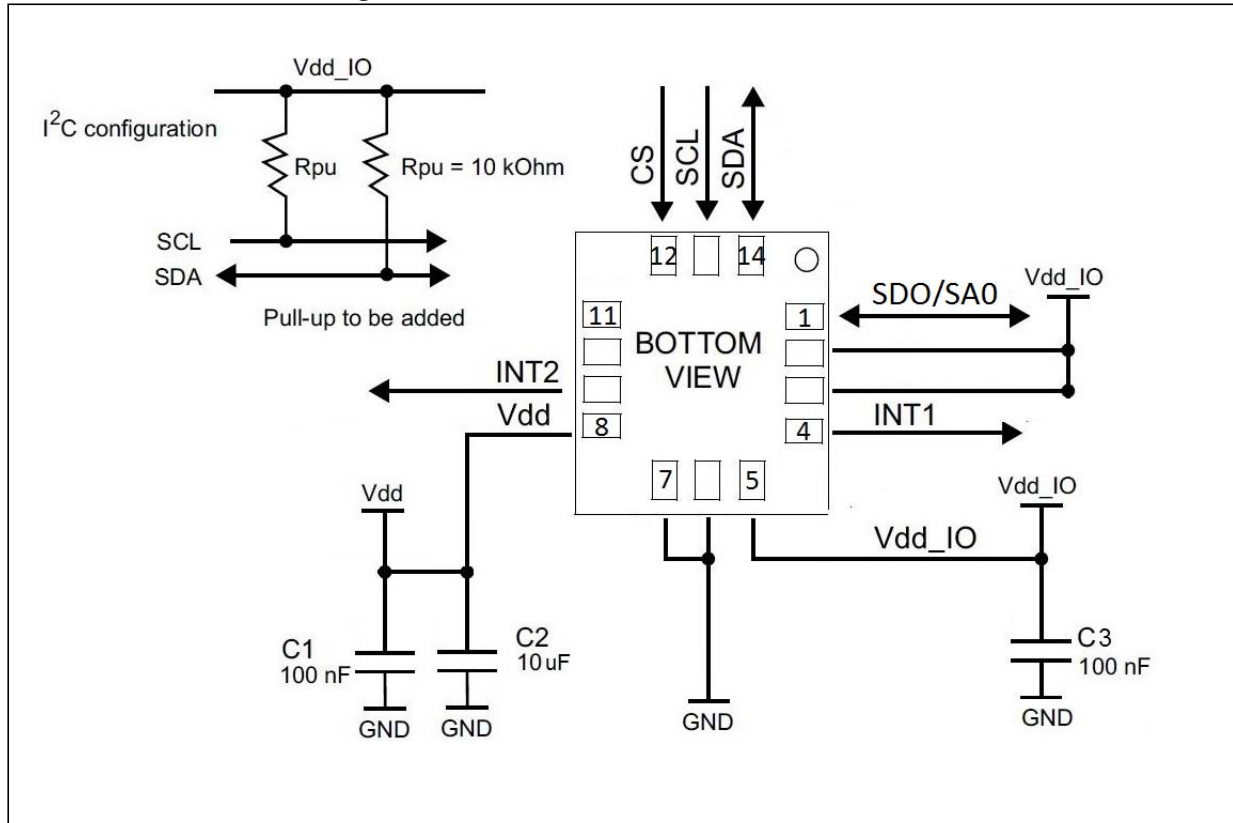 Vdd_IO
I2C configuration
Rpu
Rpu = 10 kOhm
SCL
SDA
Pull-up to be added
CS
SCL
SDA
12
14
11
1
BOTTOM
VIEW
8
4
7
5
SDO/SA0
Vdd_IO
INT2
Vdd
INT1
Vdd
Vdd_IO
Vdd_IO
C1
100 nF
C2
10uF
C3
100 nF
GND
GND
GND
GND